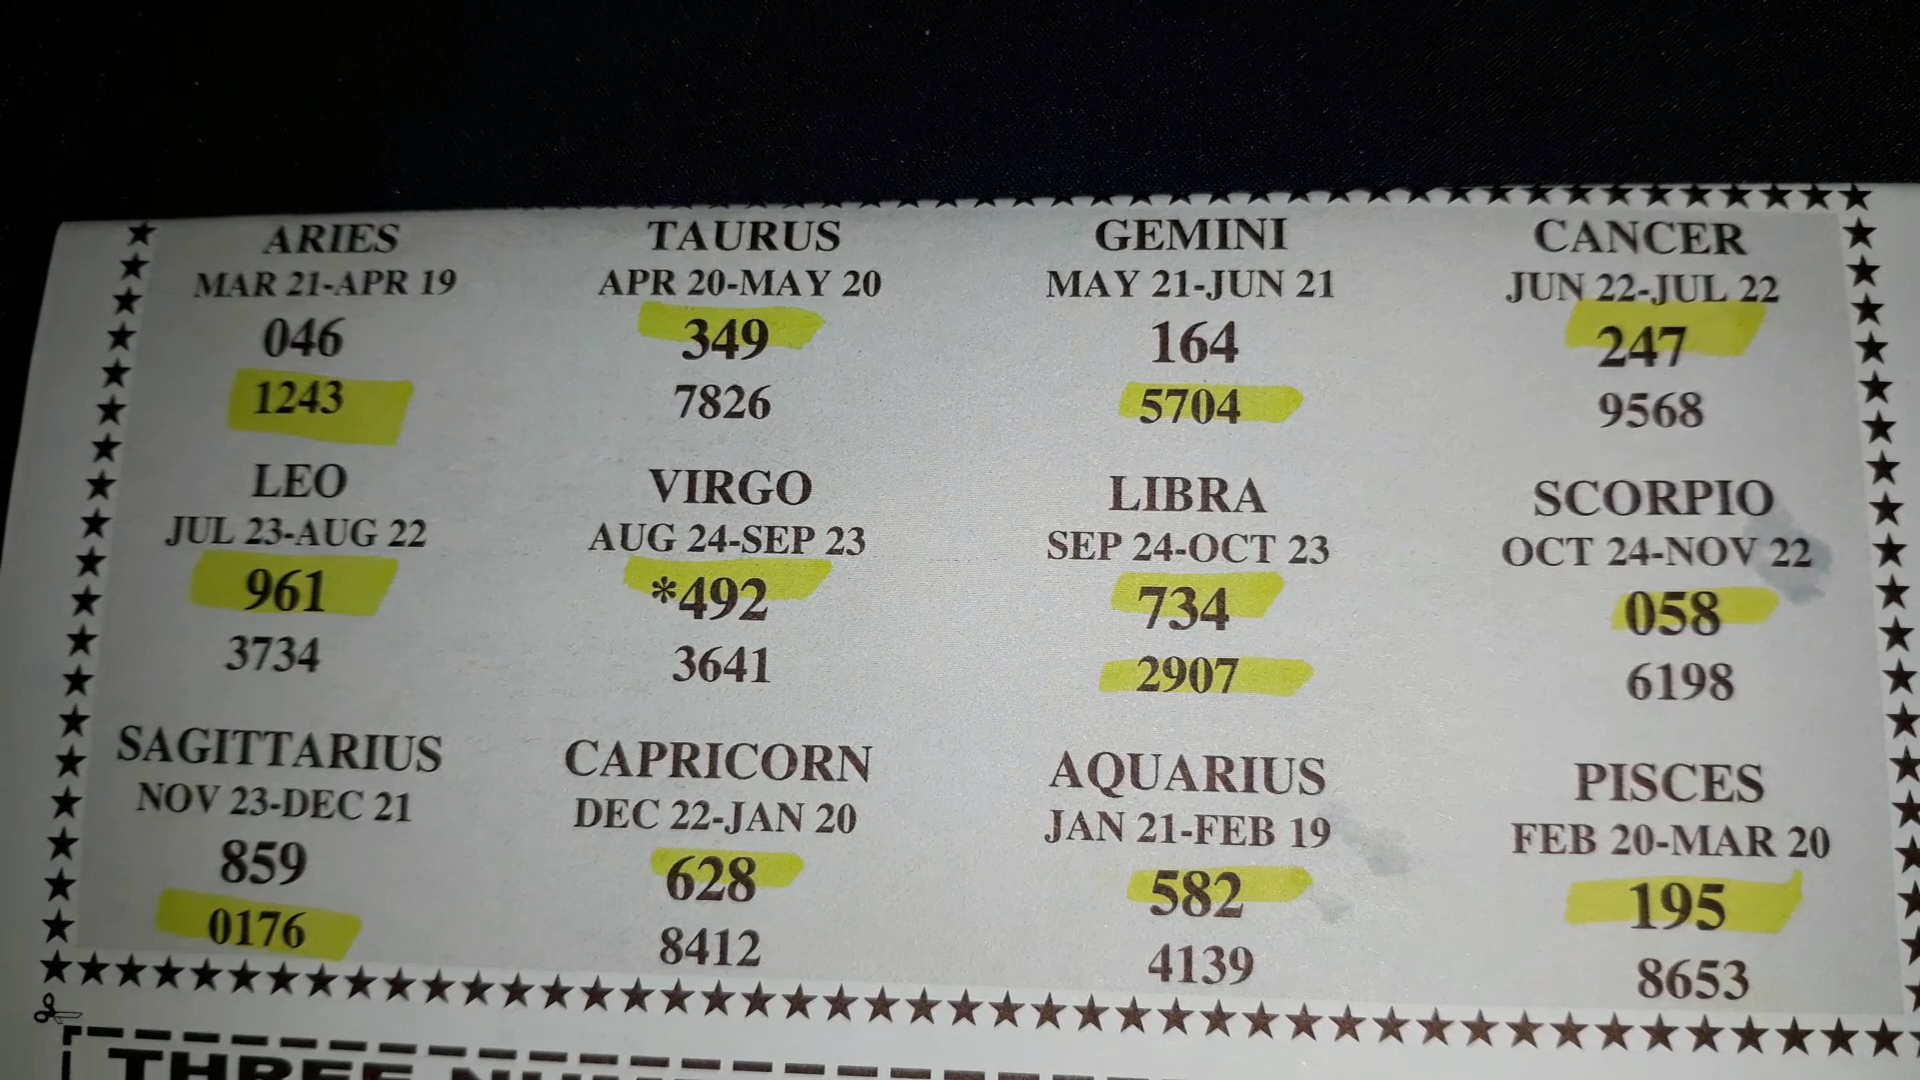 ARIES TAURUS GEMINI CANCER
MAR 21-APR 19 APR 20-MAY 20 MAY 21-JUN 21 JUN 22-JUL 22
046 349 164 247
1243 7826 5704 9568
LEO VIRGO LIBRA SCORPIO
JUL 23-AUG 22 AUG 24-SEP 23 SEP 24-OCT 23 OCT 24-NOV 22
961 *492 734 058
3734 3641 2907 6198
SAGITTARIUS CAPRICORN AQUARIUS PISCES
NOV 23-DEC 21 DEC 22-JAN 20 JAN 21-FEB 19 FEB 20-MAR 20
859 628 582 195
0176 8412 4139 8653
THREE